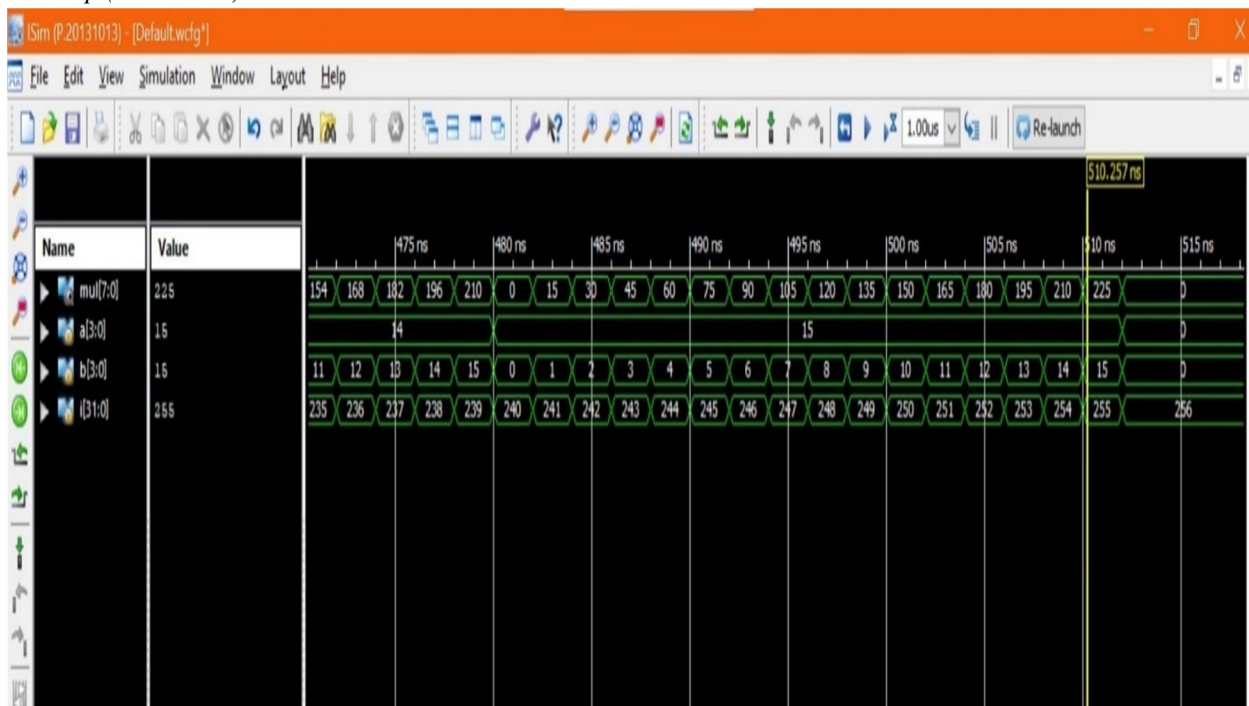 ISim (P.20131013) - [Default.wcfg*]
File Edit View Simulation Window Layout Help
1.00us Re-launch
510.257 ns
Name Value 475 ns 480 ns 485 ns 490 ns 495 ns 500 ns 505 ns 510 ns 515 ns
mul[7:0] 225 154 168 182 196 210 0 15 30 45 60 75 90 105 120 135 150 165 180 195 210 225 0
a[3:0] 15 14 15 0
b[3:0] 15 11 12 13 14 15 0 1 2 3 4 5 6 7 8 9 10 11 12 13 14 15 0
i[31:0] 255 235 236 237 238 239 240 241 242 243 244 245 246 247 248 249 250 251 252 253 254 255 256